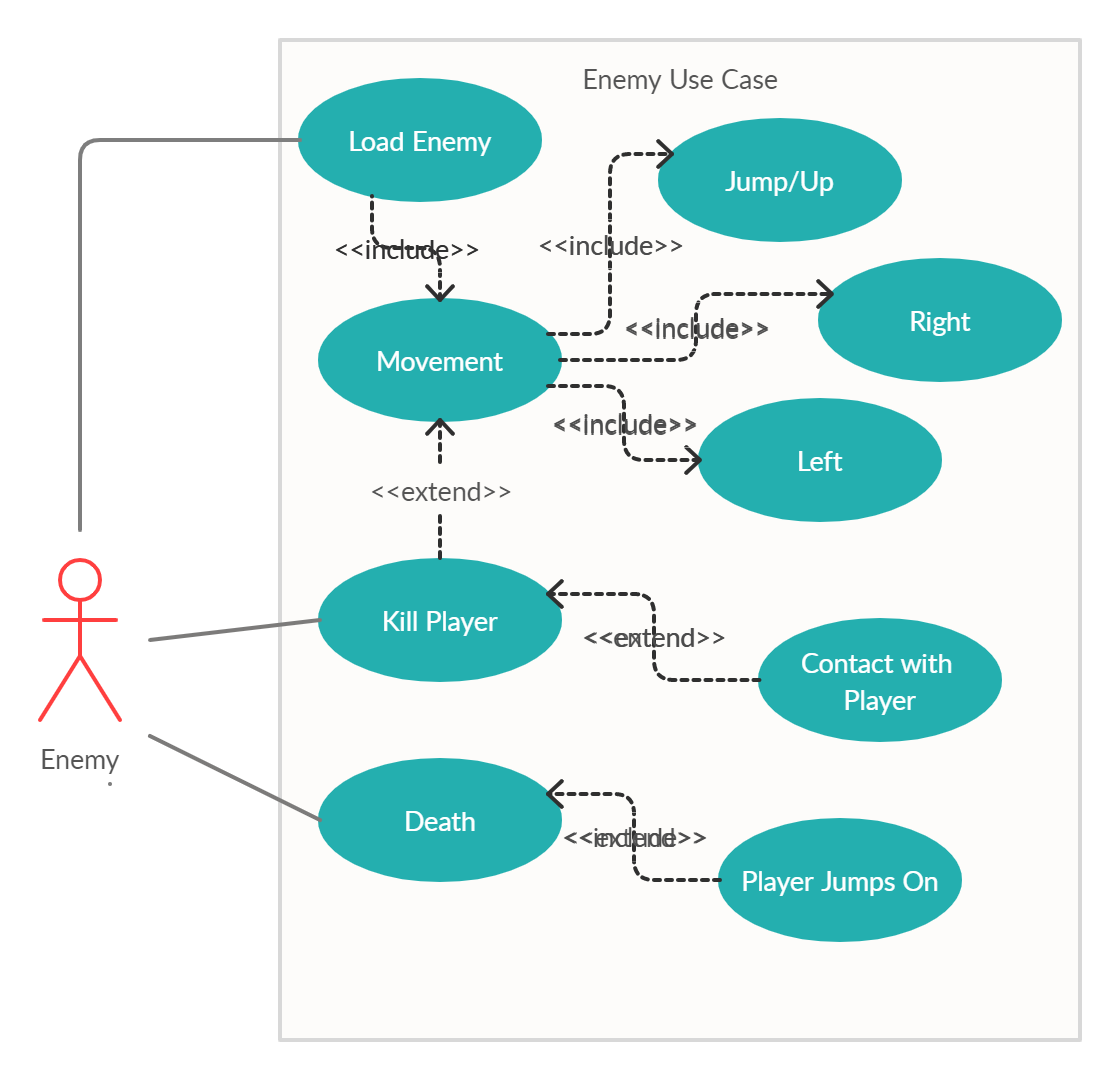 Enemy Use Case
Load Enemy
Jump/Up
<<include>>
<<include>>
Right
<<include>>
Movement
<<include>>
Left
<<extend>>
Kill Player
<<extend>>
Contact with
Player
Enemy
Death
<<extend>>
Player Jumps On